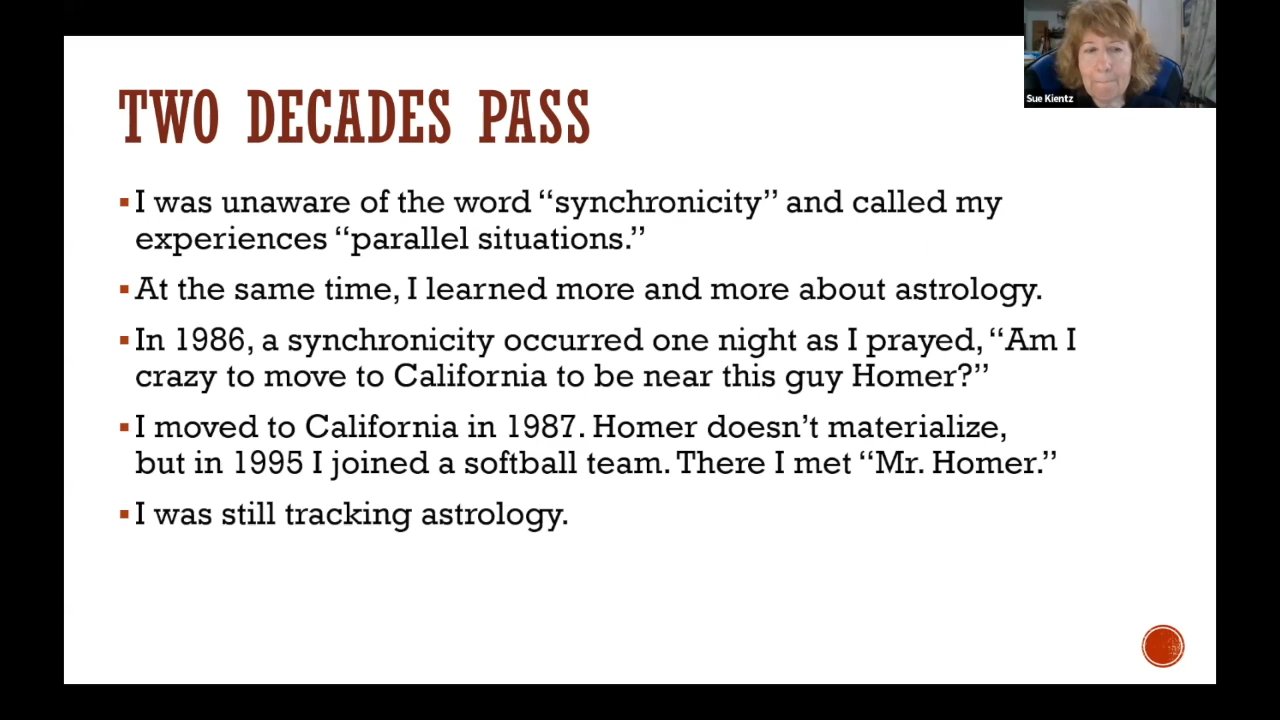 Sue Kientz
TWO DECADES PASS
▪I was unaware of the word “synchronicity” and called my
experiences “parallel situations.”
▪At the same time, I learned more and more about astrology.
▪In 1986, a synchronicity occurred one night as I prayed, “Am I
crazy to move to California to be near this guy Homer?”
▪I moved to California in 1987. Homer doesn’t materialize,
but in 1995 I joined a softball team. There I met “Mr. Homer.”
▪I was still tracking astrology.